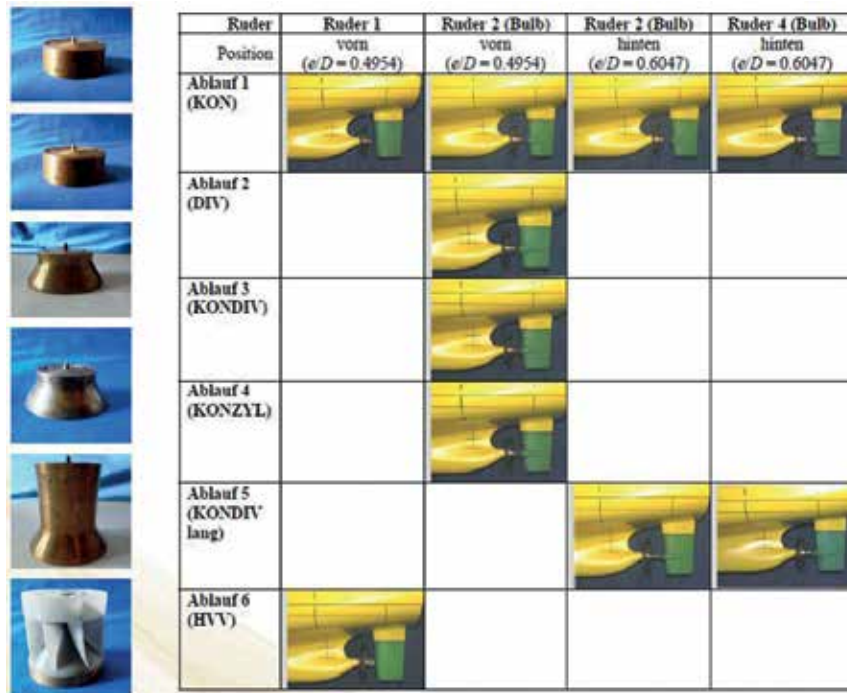 Ruder Ruder 1 Ruder 2 (Bulb) Ruder 2 (Bulb) Ruder 4 (Bulb)
Position vorn vorn hinten hinten
(e/D = 0.4954) (e/D = 0.4954) (e/D = 0.6047) (e/D = 0.6047)
Ablauf 1
(KON)
Ablauf 2
(DIV)
Ablauf 3
(KONDIV)
Ablauf 4
(KONZYL)
Ablauf 5
(KONDIV
lang)
Ablauf 6
(HVV)